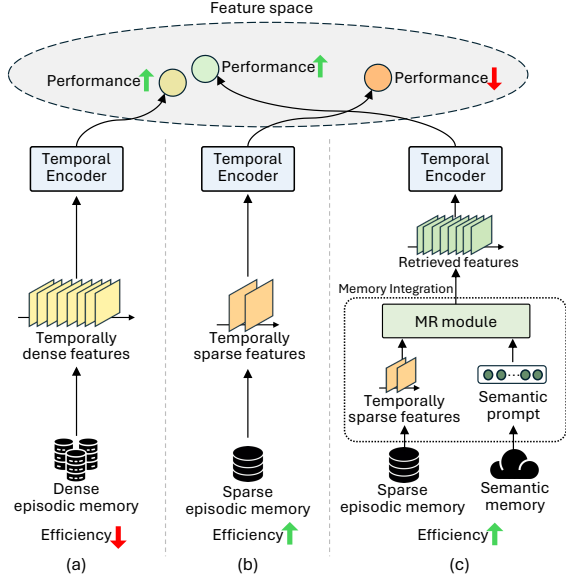 Feature space
Performance
Performance
Performance
Temporal
Encoder
Temporal
Encoder
Temporal
Encoder
Retrieved features
Memory Integration
MR module
Temporally
dense features
Temporally
sparse features
Temporally
sparse features
Semantic
prompt
Dense
episodic memory
Sparse
episodic memory
Sparse
episodic memory
Semantic
memory
Efficiency
Efficiency
Efficiency
(a)
(b)
(c)